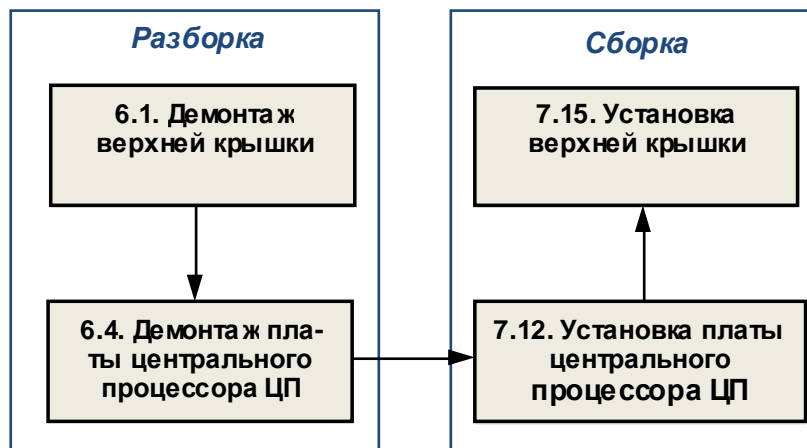 Разборка
6.1. Демонтаж
верхней крышки
6.4. Демонтаж пла-
ты центрального
процессора ЦП
Сборка
7.15. Установка
верхней крышки
7.12. Установка платы
центрального
процессора ЦП